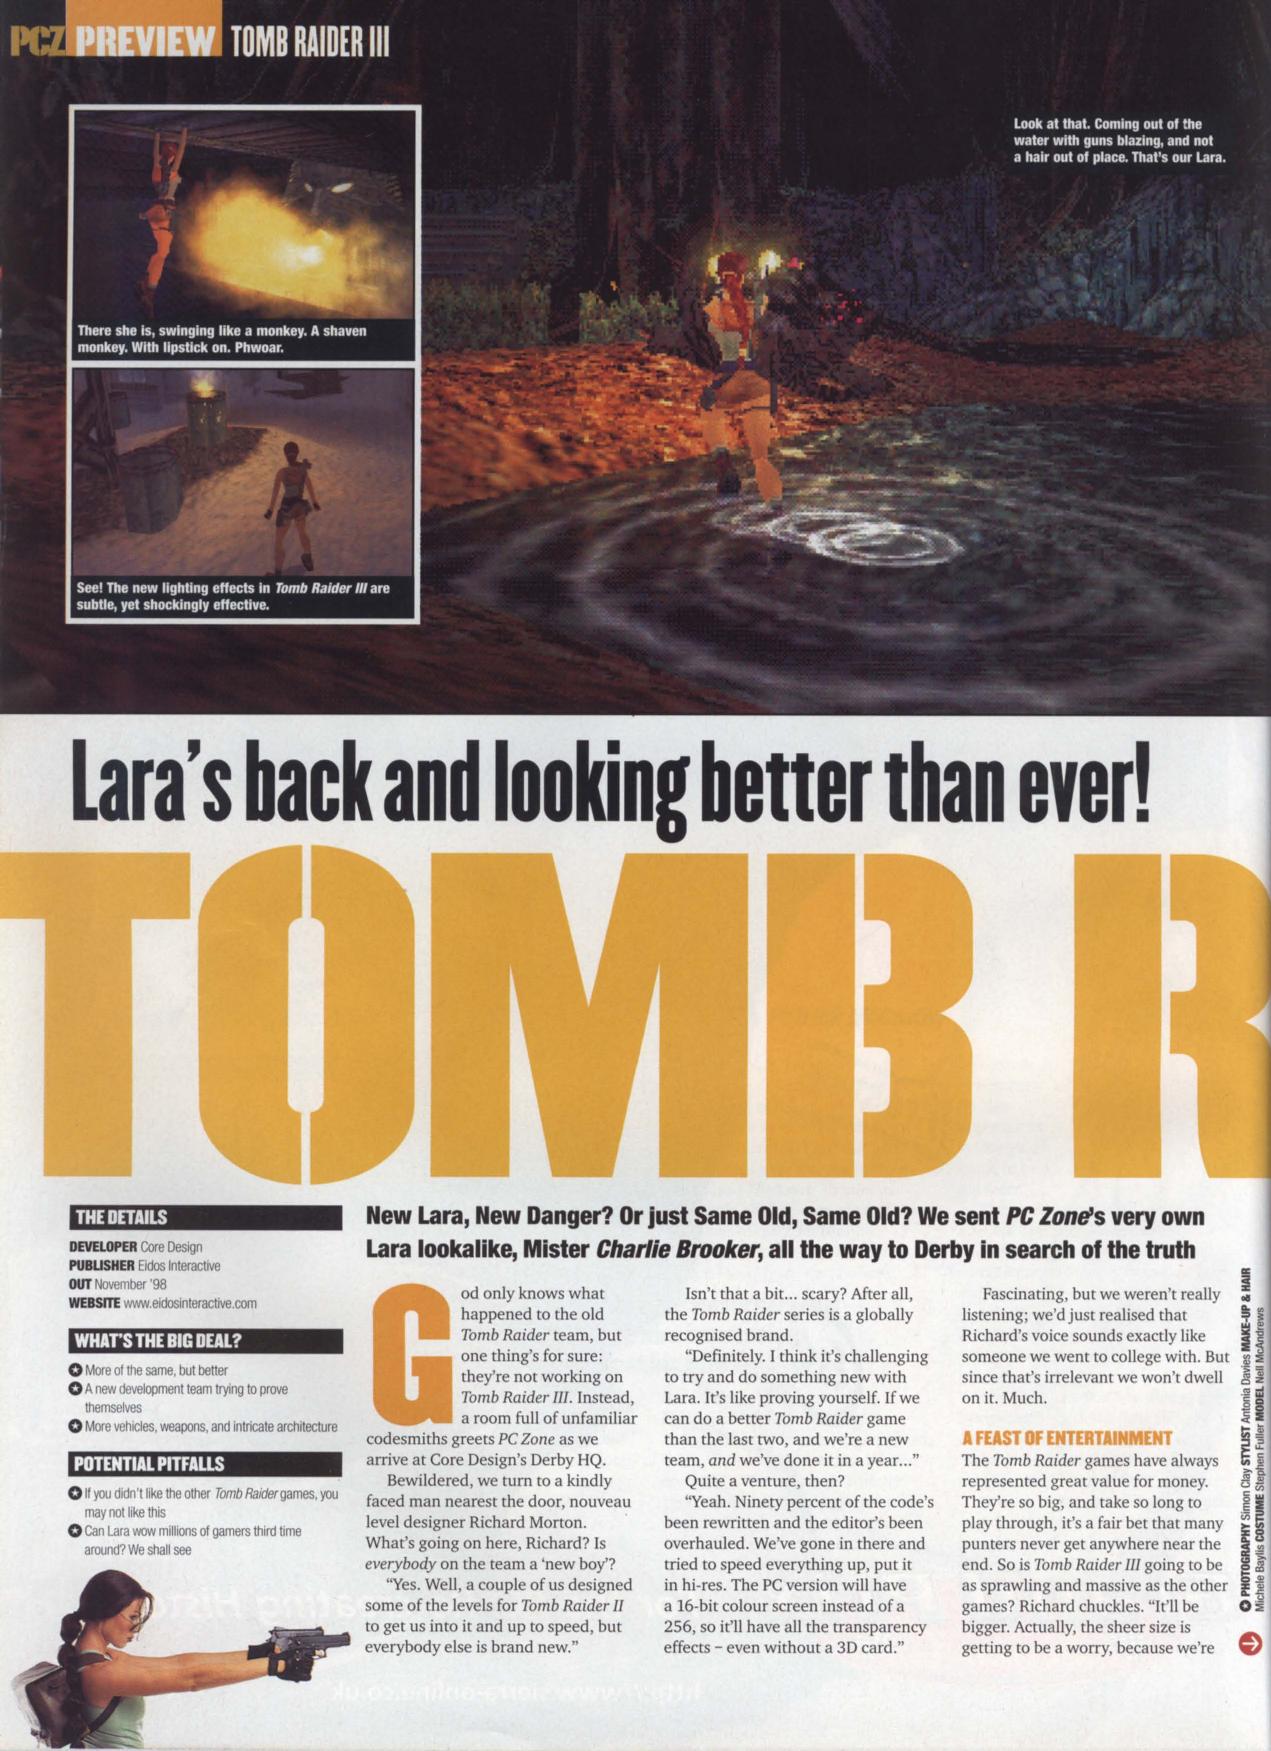 PCZ PREVIEW TOMB RAIDER III
Look at that. Coming out of the
water with guns blazing, and not
a hair out of place. That's our Lara.
There she is, swinging like a monkey. A shaven
monkey. With lipstick on. Phwoar.
See! The new lighting effects in Tomb Raider III are
subtle, yet shockingly effective.
Lara's back and looking better than ever!
TOMB R
THE DETAILS
DEVELOPER Core Design
PUBLISHER Eidos Interactive
OUT November '98
WEBSITE www.eidosinteractive.com
WHAT'S THE BIG DEAL?
More of the same, but better
A new development team trying to prove
themselves
More vehicles, weapons, and intricate architecture
POTENTIAL PITFALLS
If you didn't like the other Tomb Raider games, you
may not like this
Can Lara wow millions of gamers third time
around? We shall see
New Lara, New Danger? Or just Same Old, Same Old? We sent PC Zone's very own
Lara lookalike, Mister Charlie Brooker, all the way to Derby in search of the truth
God only knows what
happened to the old
Tomb Raider team, but
one thing's for sure:
they're not working on
Tomb Raider III. Instead,
a room full of unfamiliar
codesmiths greets PC Zone as we
arrive at Core Design's Derby HQ.
Bewildered, we turn to a kindly
faced man nearest the door, nouveau
level designer Richard Morton.
What's going on here, Richard? Is
everybody on the team a 'new boy'?
"Yes. Well, a couple of us designed
some of the levels for Tomb Raider II
to get us into it and up to speed, but
everybody else is brand new."
Isn't that a bit... scary? After all,
the Tomb Raider series is a globally
recognised brand.
"Definitely. I think it's challenging
to try and do something new with
Lara. It's like proving yourself. If we
can do a better Tomb Raider game
than the last two, and we're a new
team, and we've done it in a year..."
Quite a venture, then?
"Yeah. Ninety percent of the code's
been rewritten and the editor's been
overhauled. We've gone in there and
tried to speed everything up, put it
in hi-res. The PC version will have
a 16-bit colour screen instead of a
256, so it'll have all the transparency
effects – even without a 3D card."
Fascinating, but we weren't really
listening; we'd just realised that
Richard's voice sounds exactly like
someone we went to college with. But
since that's irrelevant we won't dwell
on it. Much.
A FEAST OF ENTERTAINMENT
The Tomb Raider games have always
represented great value for money.
They're so big, and take so long to
play through, it's a fair bet that many
punters never get anywhere near the
end. So is Tomb Raider III going to be
as sprawling and massive as the other
games? Richard chuckles. "It'll be
bigger. Actually, the sheer size is
getting to be a worry, because we're
PHOTOGRAPHY Simon Clay STYLIST Antonia Davies MAKE-UP & HAIR
Michele Baylis COSTUME Stephen Fuller MODEL Nell McAndrews